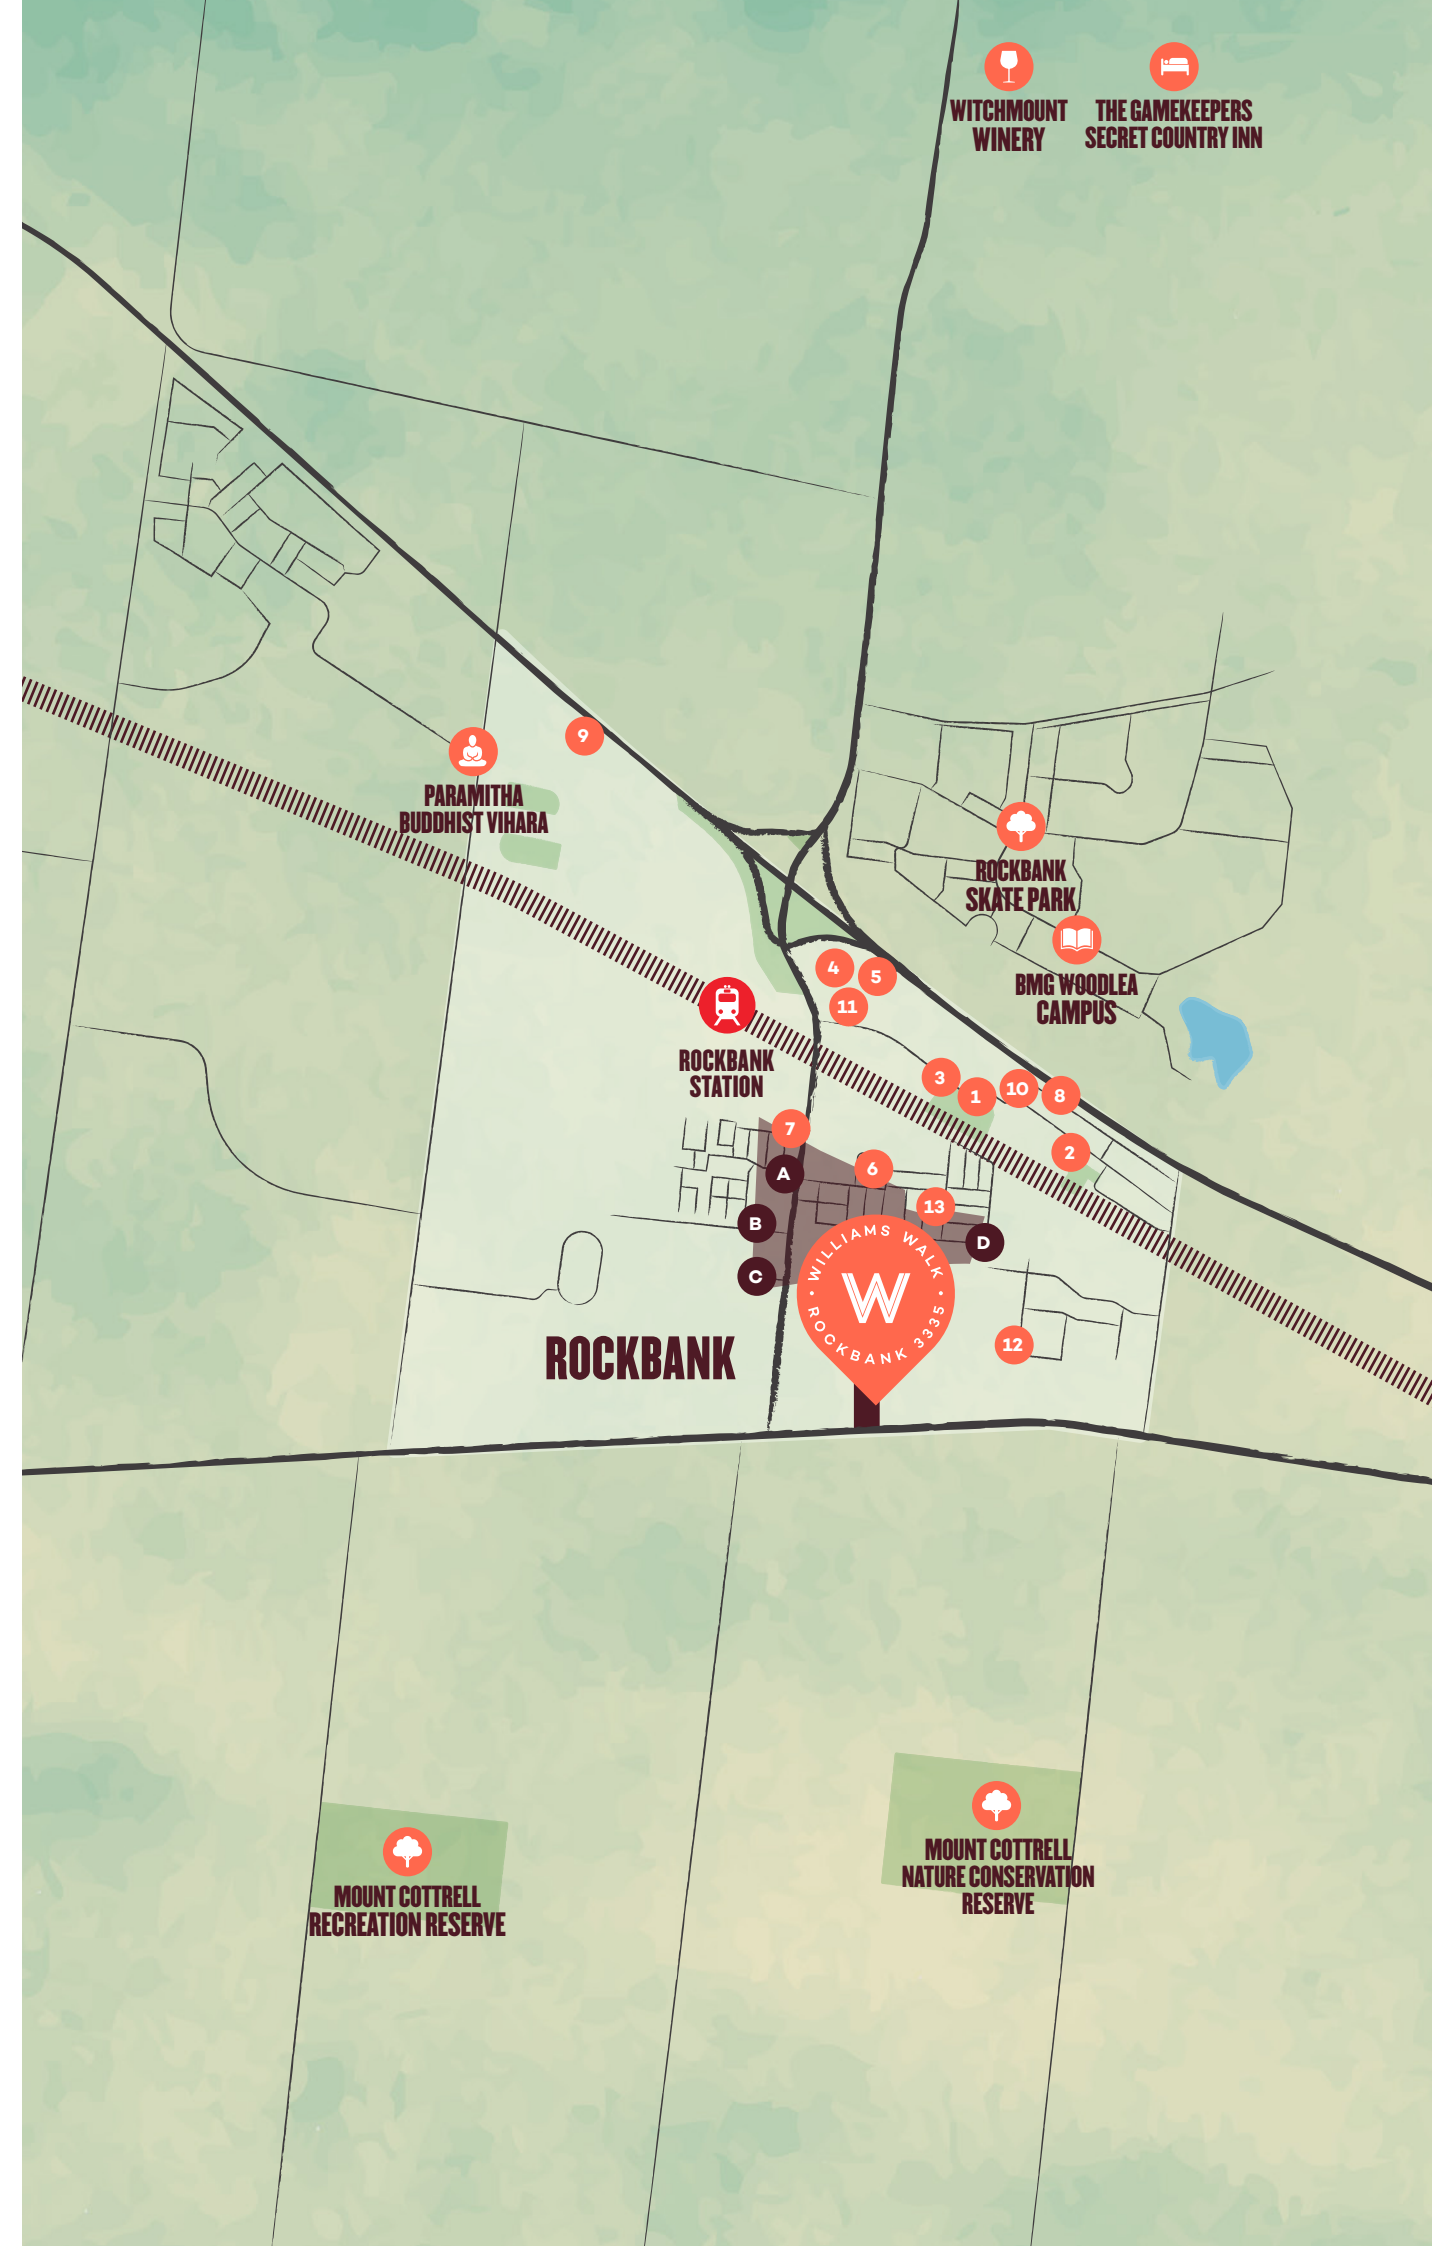 WITCHMOUNT
WINERY
THE GAMEKEEPERS
SECRET COUNTRY INN
9
PARAMITHA
BUDDHIST VIHARA
ROCKBANK
SKATE PARK
BMG WOODLEA
CAMPUS
4
5
11
ROCKBANK
STATION
3
1
10
8
7
2
A
6
13
B
D
C
WILLIAMS WALK
W
ROCKBANK 3335
12
ROCKBANK
MOUNT COTTRELL
NATURE CONSERVATION
RESERVE
MOUNT COTTRELL
RECREATION RESERVE